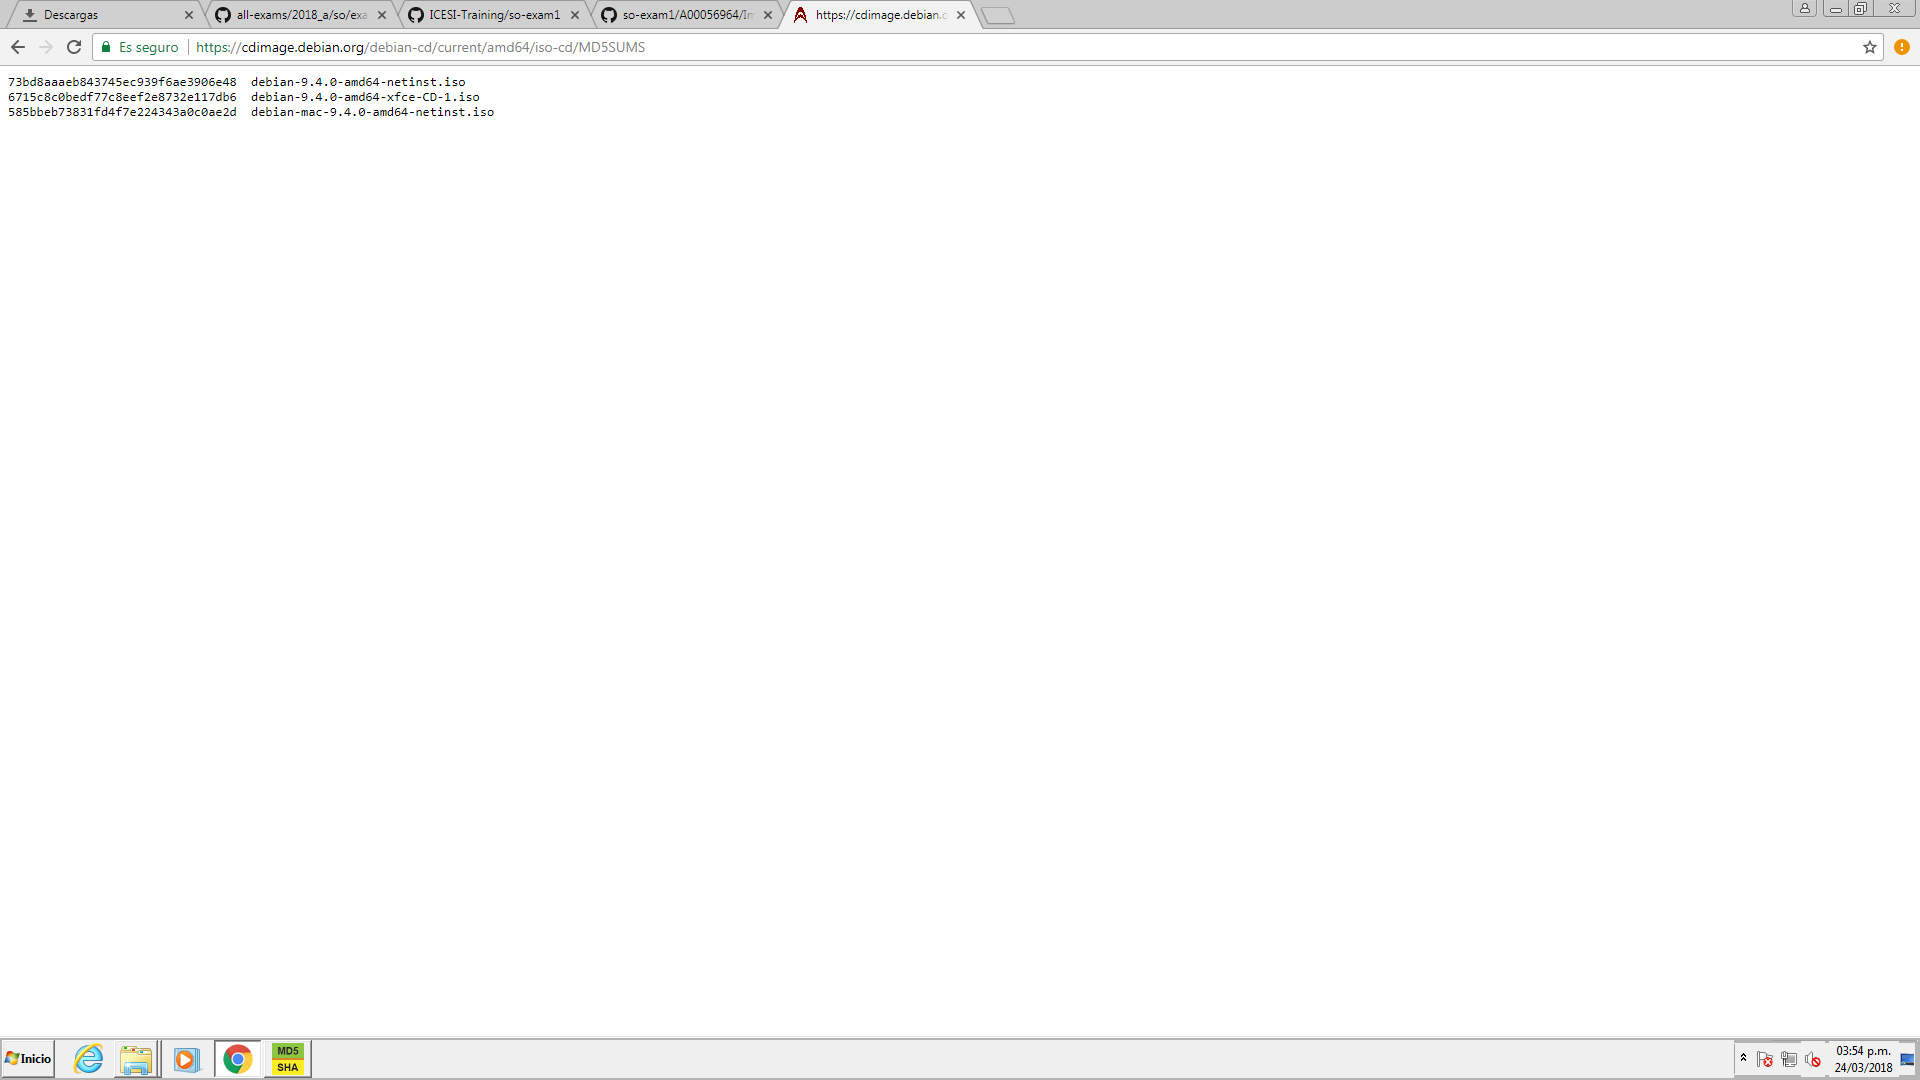 Descargas
all-exams/2018_a/so/exa
ICESI-Training/so-exam1
so-exam1/A00056964/Im
https://cdimage.debian.c
Es seguro
https://cdimage.debian.org/debian-cd/current/amd64/iso-cd/MD5SUMS
73bd8aaaeb843745ec939f6ae3906e48  debian-9.4.0-amd64-netinst.iso
6715c8c0bedf77c8eef2e8732e117db6  debian-9.4.0-amd64-xfce-CD-1.iso
585bbeb73831fd4f7e224343a0c0ae2d  debian-mac-9.4.0-amd64-netinst.iso
Inicio
MD5
SHA
03:54 p.m.
24/03/2018